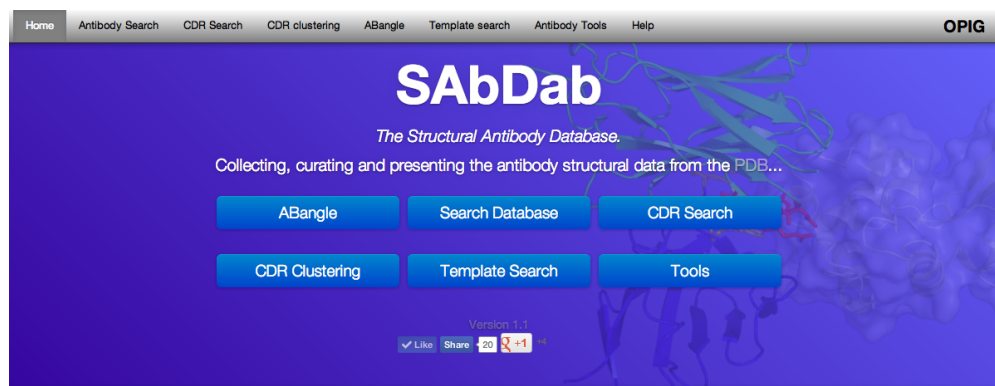 Home Antibody Search CDR Search CDR clustering ABangle Template search Antibody Tools Help OPIG
SAbDab
The Structural Antibody Database.
Collecting, curating and presenting the antibody structural data from the PDB...
ABangle Search Database CDR Search
CDR Clustering Template Search Tools
Version 1.1
Like Share 20 g +1 +4